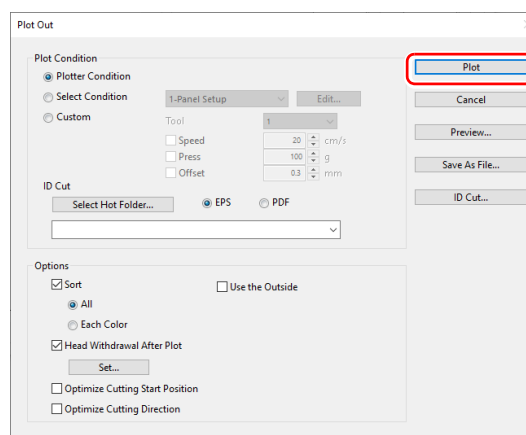 Plot Out
Plot Condition
Plotter Condition
Select Condition
1-Panel Setup
Edit...
Custom
Tool
1
Speed
20
cm/s
Press
100
g
Offset
0.3
mm
ID Cut
Select Hot Folder...
EPS
PDF
Plot
Cancel
Preview...
Save As File...
ID Cut...
Options
Sort
Use the Outside
All
Each Color
Head Withdrawal After Plot
Set...
Optimize Cutting Start Position
Optimize Cutting Direction